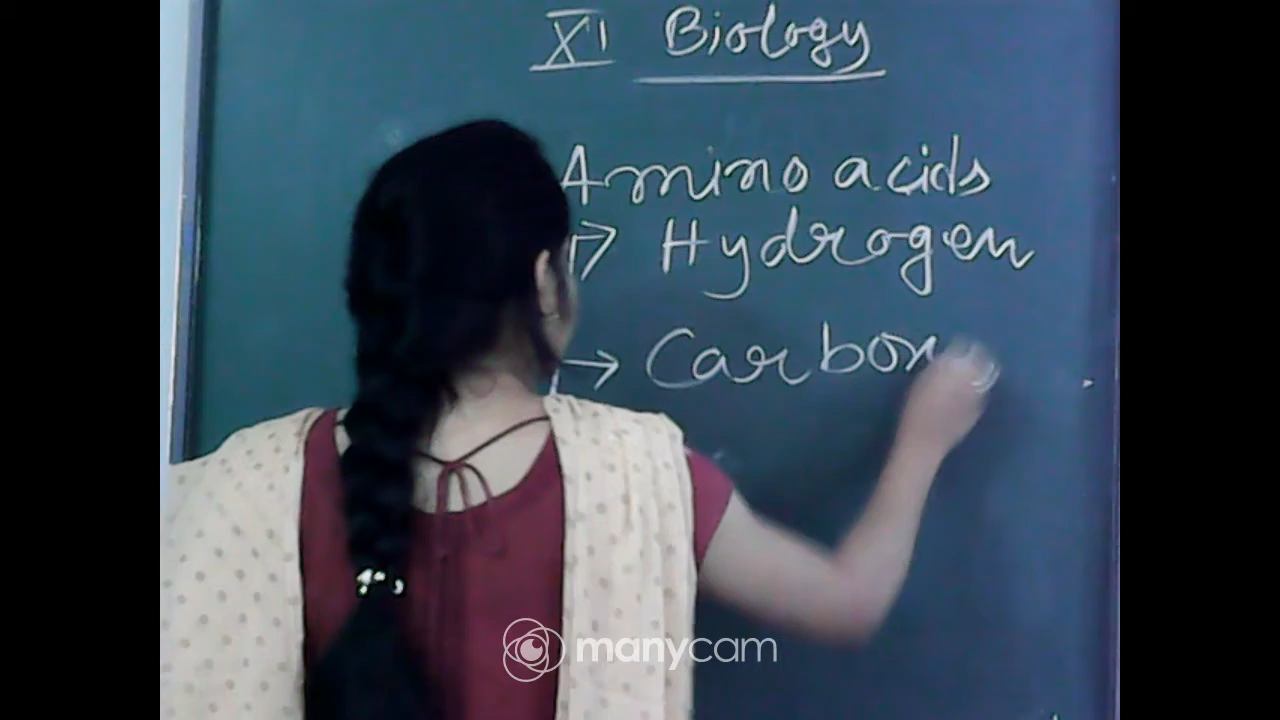 XI Biology
Amino acids
→ Hydrogen
→ Carbon
manycam